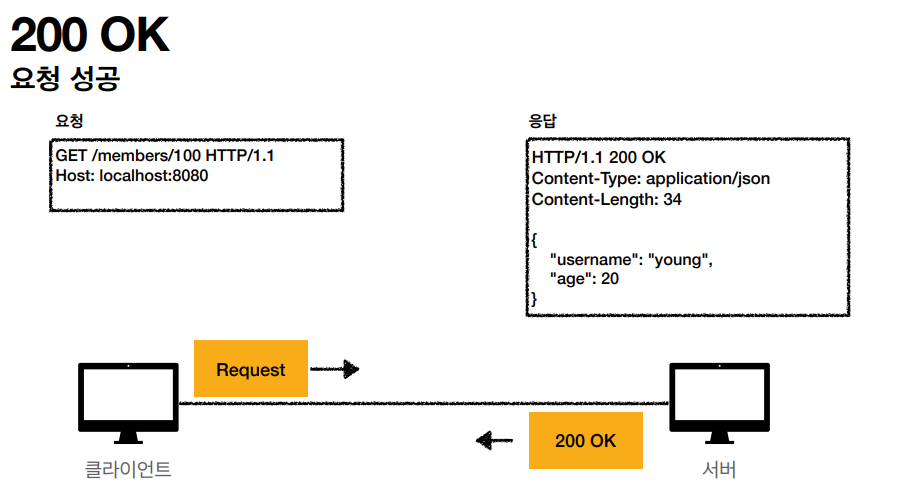 200 OK
요청 성공
요청
GET /members/100 HTTP/1.1
Host: localhost:8080
응답
HTTP/1.1 200 OK
Content-Type: application/json
Content-Length: 34
{
"username": "young",
"age": 20
}
Request
200 OK
클라이언트
서버